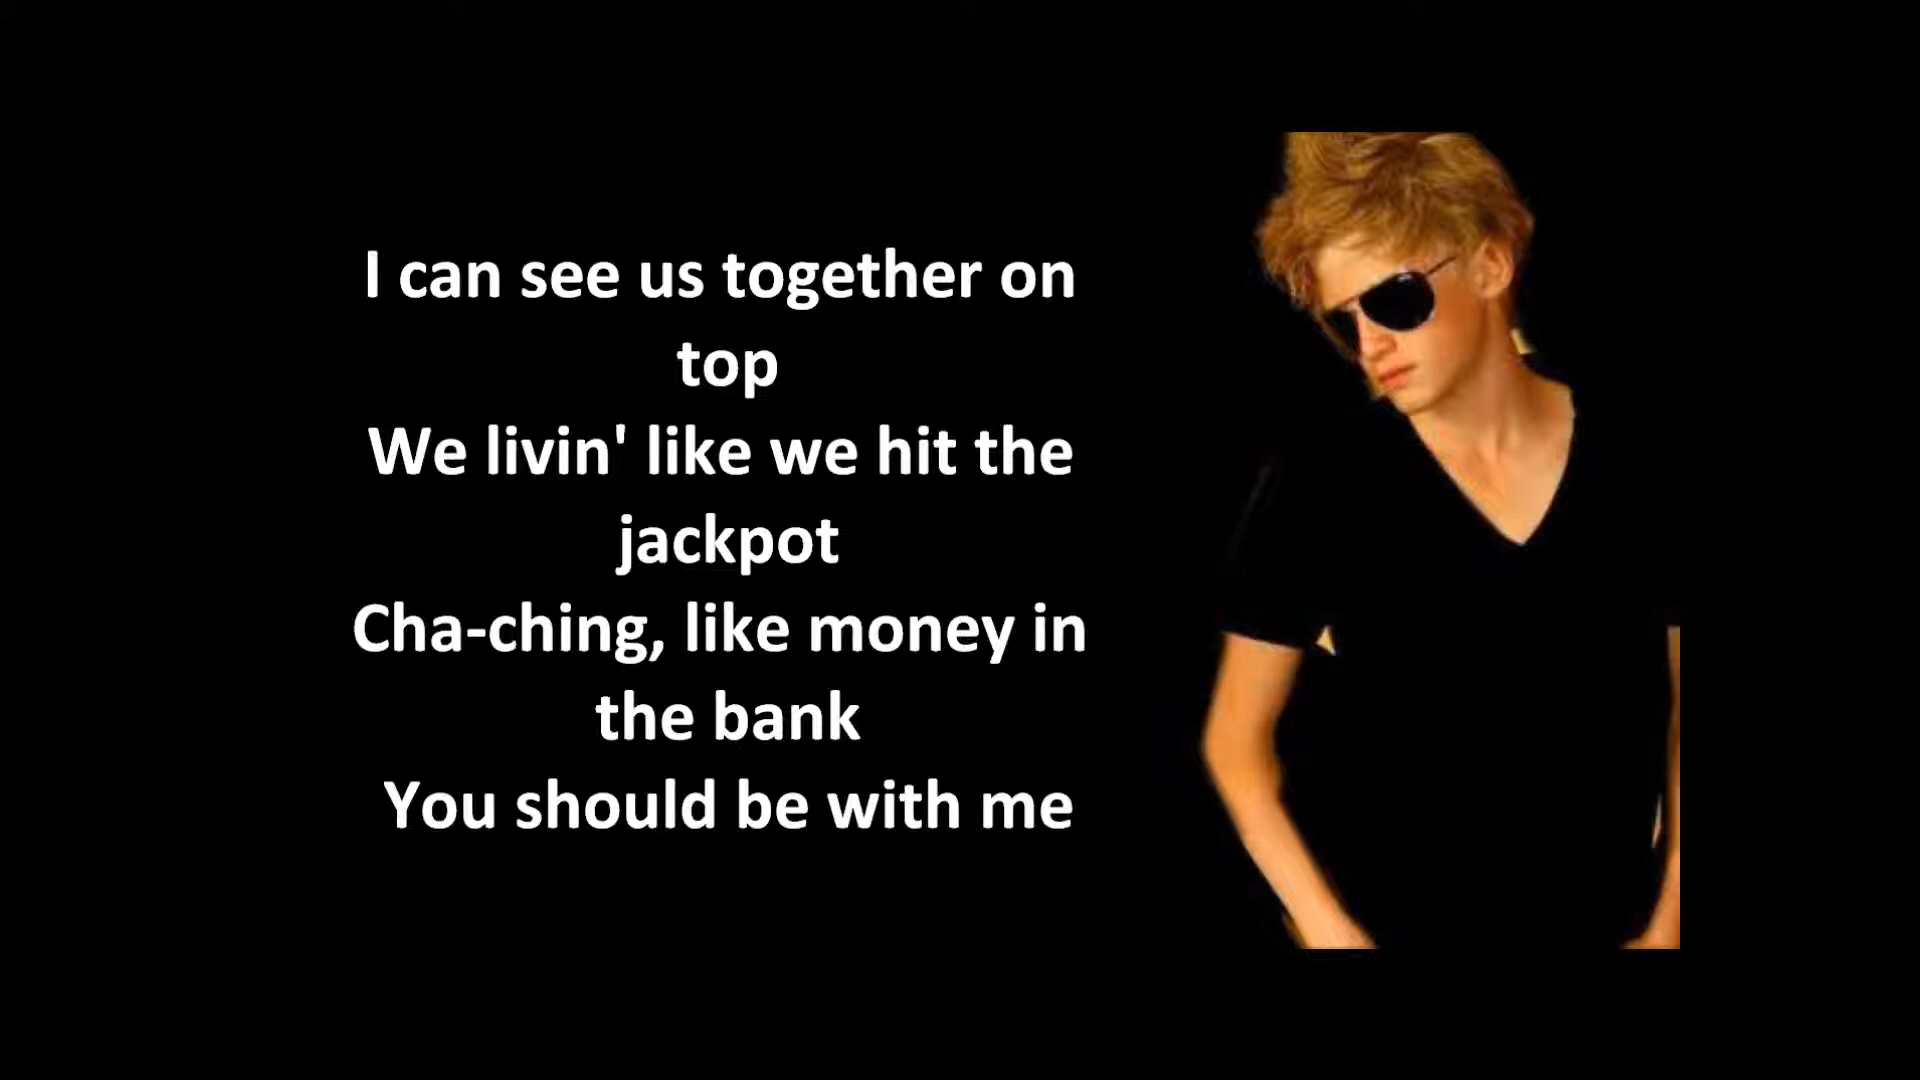 I can see us together on
top
We livin' like we hit the
jackpot
Cha-ching, like money in
the bank
You should be with me